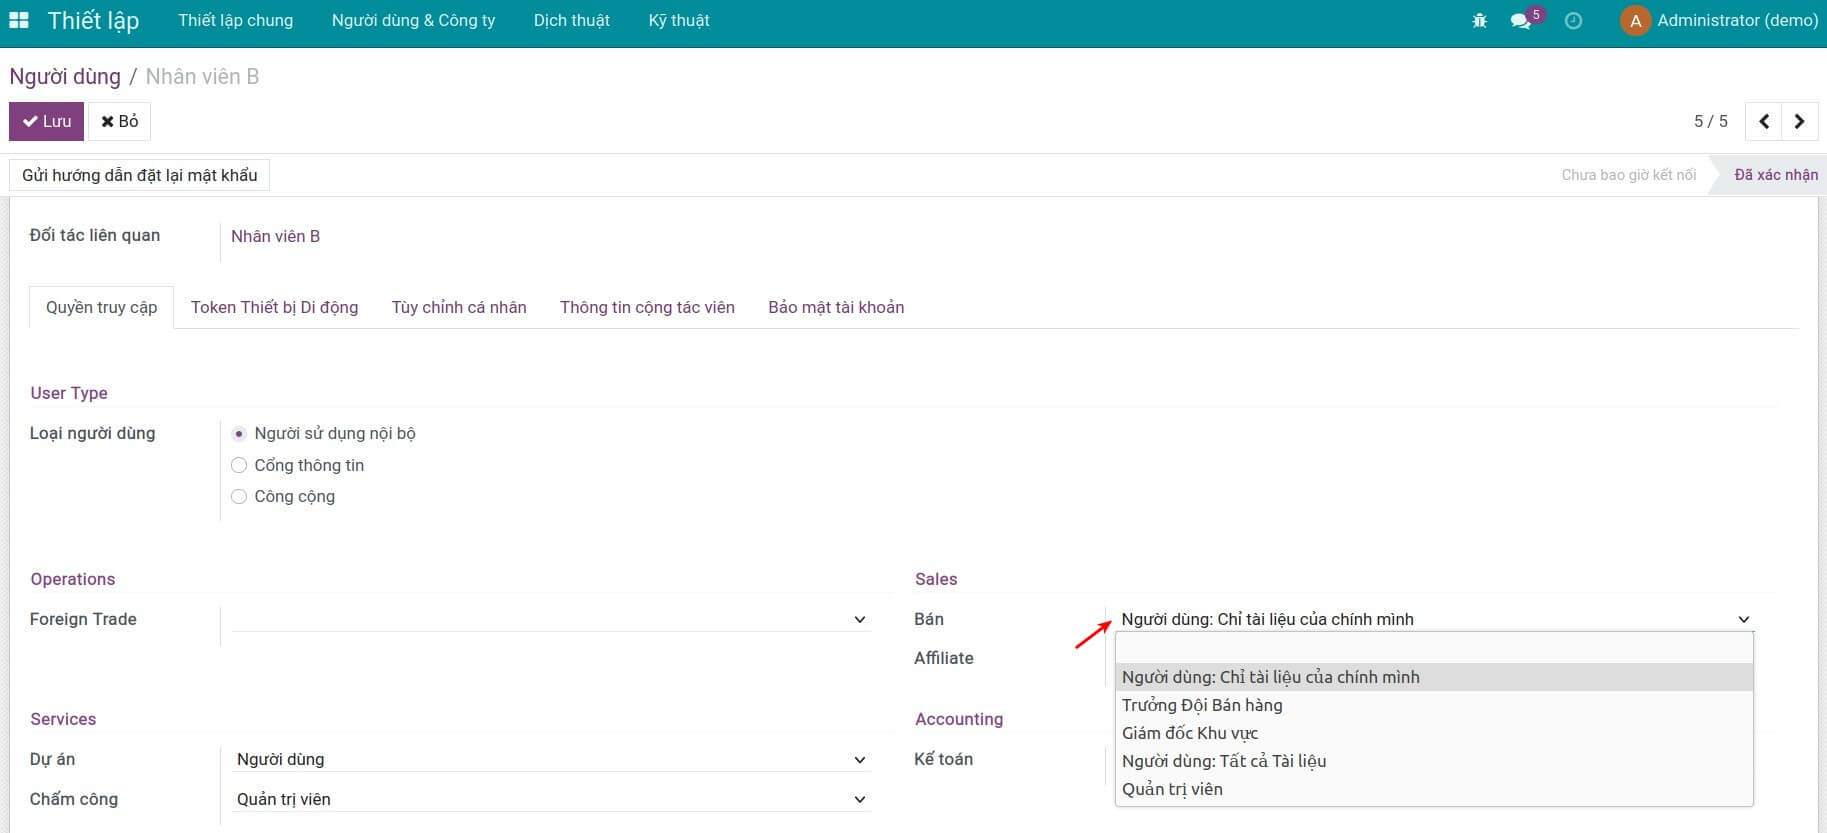 Thiết lập Thiết lập chung Người dùng & Công ty Dịch thuật Kỹ thuật 5 A Administrator (demo)
Người dùng / Nhân viên B
Lưu Bỏ 5 / 5
Gửi hướng dẫn đặt lại mật khẩu Chưa bao giờ kết nối Đã xác nhận
Đối tác liên quan Nhân viên B
Quyền truy cập Token Thiết bị Di động Tùy chỉnh cá nhân Thông tin cộng tác viên Bảo mật tài khoản
User Type
Loại người dùng Người sử dụng nội bộ
Cổng thông tin
Công cộng
Operations Sales
Foreign Trade Bán Người dùng: Chỉ tài liệu của chính mình
Affiliate
Người dùng: Chỉ tài liệu của chính mình
Trưởng Đội Bán hàng
Services Accounting
Giám đốc Khu vực
Dự án Người dùng Kế toán Người dùng: Tất cả Tài liệu
Chấm công Quản trị viên Quản trị viên